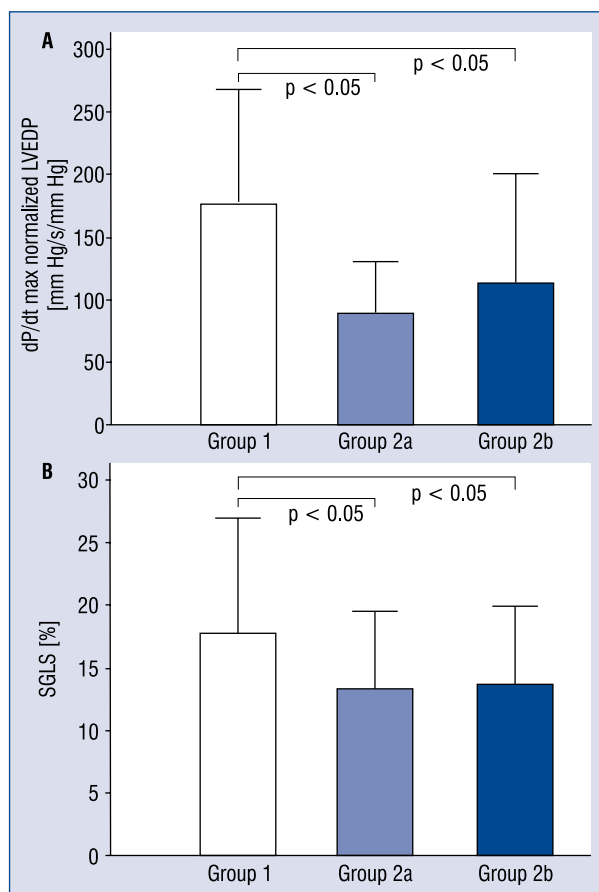 A
dP/dt max normalized LVEDP
[mm Hg/s/mm Hg]
300
250
200
150
100
50
0
p < 0.05
p < 0.05
Group 1
Group 2a
Group 2b
B
SGLS [%]
30
25
20
15
10
5
0
p < 0.05
p < 0.05
Group 1
Group 2a
Group 2b